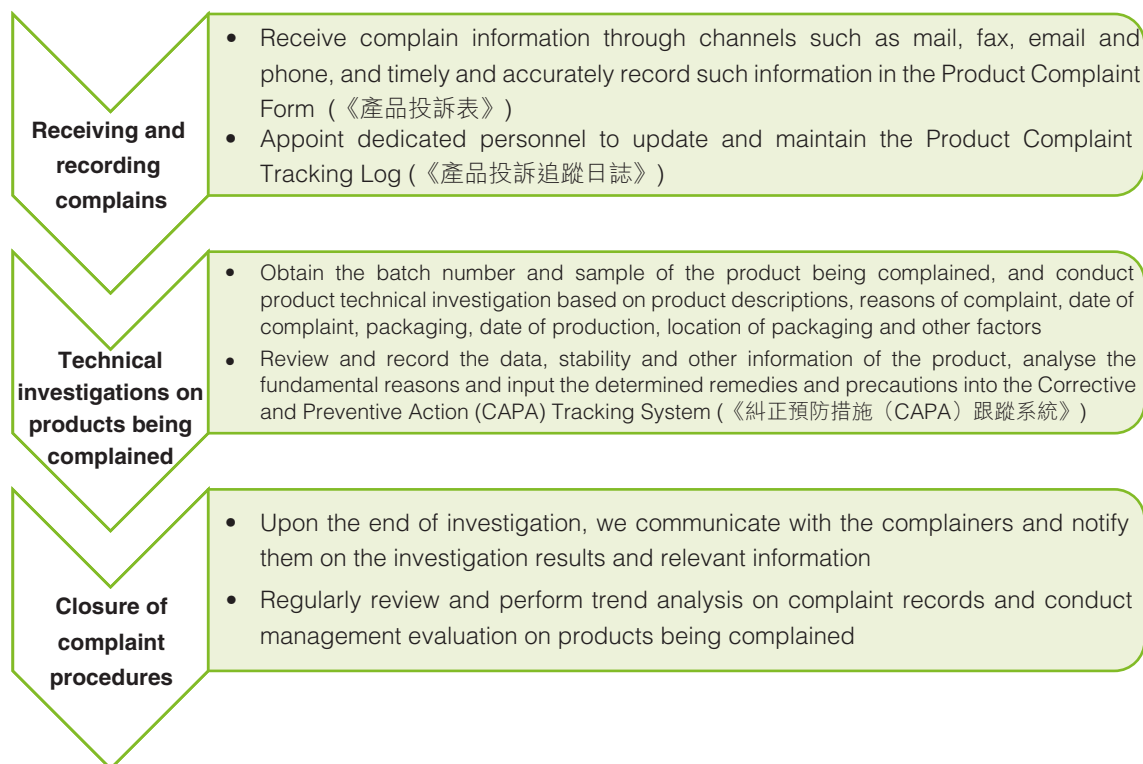 Receiving and
recording
complains
• Receive complain information through channels such as mail, fax, email and
phone, and timely and accurately record such information in the Product Complaint
Form (《產品投訴表》)
• Appoint dedicated personnel to update and maintain the Product Complaint
Tracking Log (《產品投訴追蹤日誌》)
Technical
investigations on
products being
complained
• Obtain the batch number and sample of the product being complained, and conduct
product technical investigation based on product descriptions, reasons of complaint, date of
complaint, packaging, date of production, location of packaging and other factors
• Review and record the data, stability and other information of the product, analyse the
fundamental reasons and input the determined remedies and precautions into the Corrective
and Preventive Action (CAPA) Tracking System (《糾正預防措施（CAPA）跟蹤系統》)
Closure of
complaint
procedures
• Upon the end of investigation, we communicate with the complainers and notify
them on the investigation results and relevant information
• Regularly review and perform trend analysis on complaint records and conduct
management evaluation on products being complained